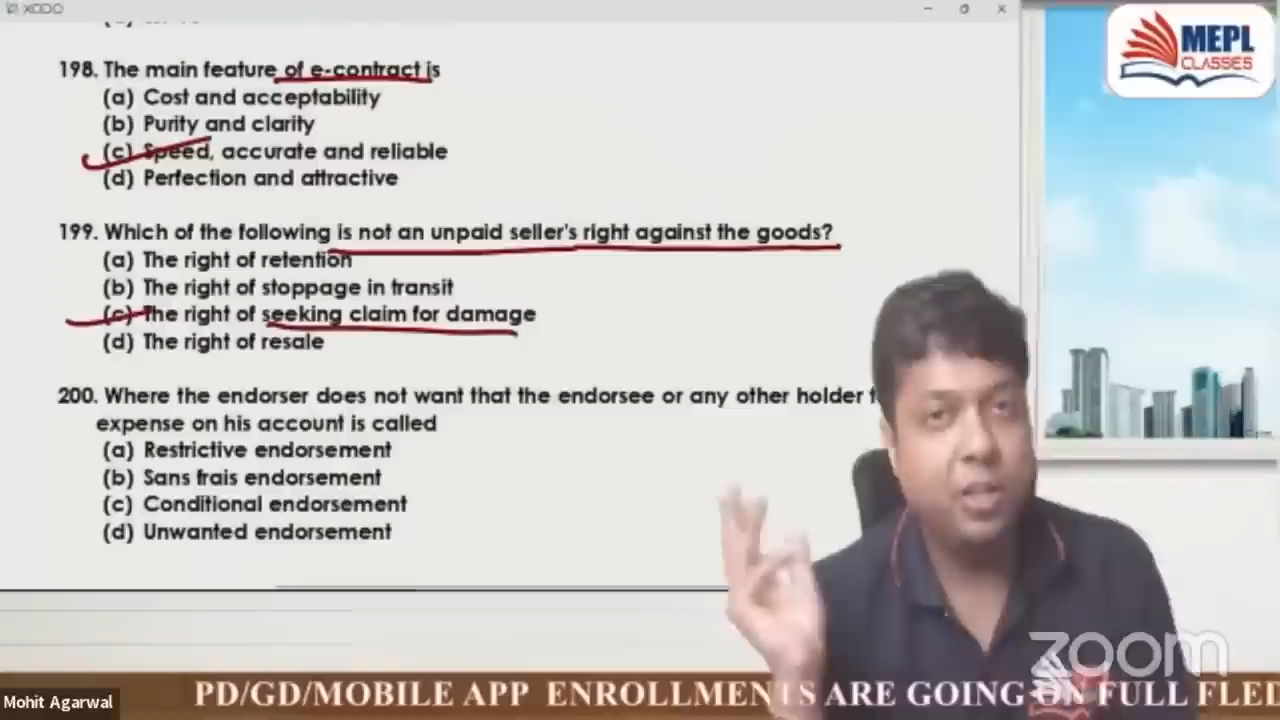 XODO
MEPL
CLASSES
198. The main feature of e-contract is
(a) Cost and acceptability
(b) Purity and clarity
(c) Speed, accurate and reliable
(d) Perfection and attractive
199. Which of the following is not an unpaid seller's right against the goods?
(a) The right of retention
(b) The right of stoppage in transit
(c) The right of seeking claim for damage
(d) The right of resale
200. Where the endorser does not want that the endorsee or any other holder
expense on his account is called
(a) Restrictive endorsement
(b) Sans frais endorsement
(c) Conditional endorsement
(d) Unwanted endorsement
zoom
Mohit Agarwal
PD/GD/MOBILE APP ENROLLMENTS ARE GOING ON FULL FLED